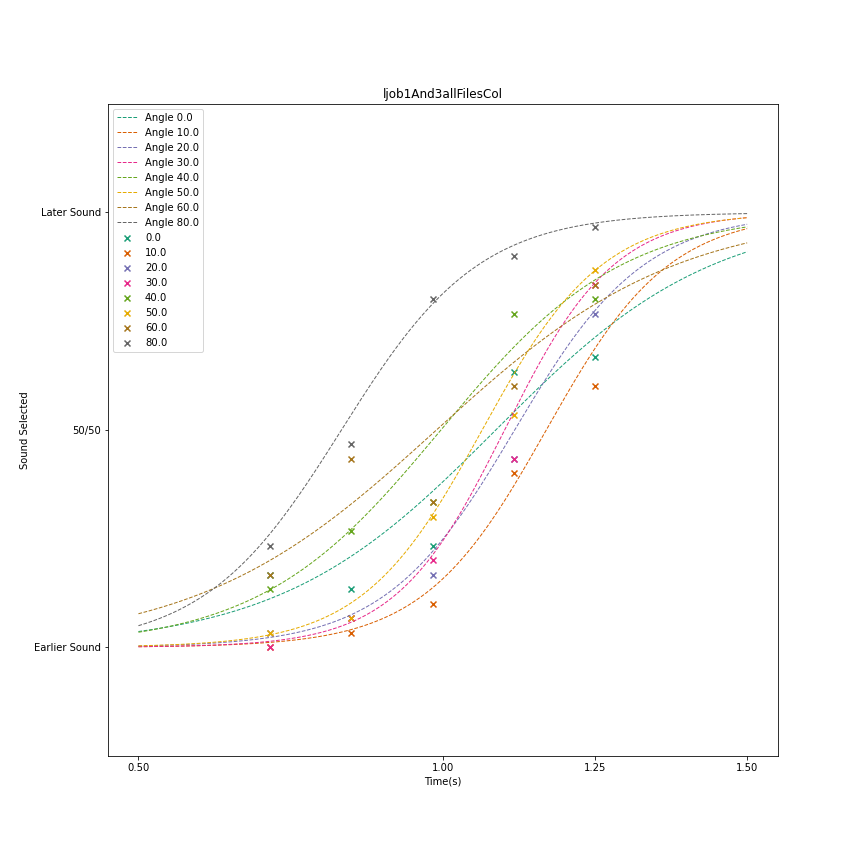 ljob1And3allFilesCol
Angle 0.0
Angle 10.0
Angle 20.0
Angle 30.0
Angle 40.0
Angle 50.0
Angle 60.0
Angle 80.0
0.0
10.0
20.0
30.0
40.0
50.0
60.0
80.0
Later Sound
50/50
Earlier Sound
Sound Selected
0.50
1.00
1.25
1.50
Time(s)